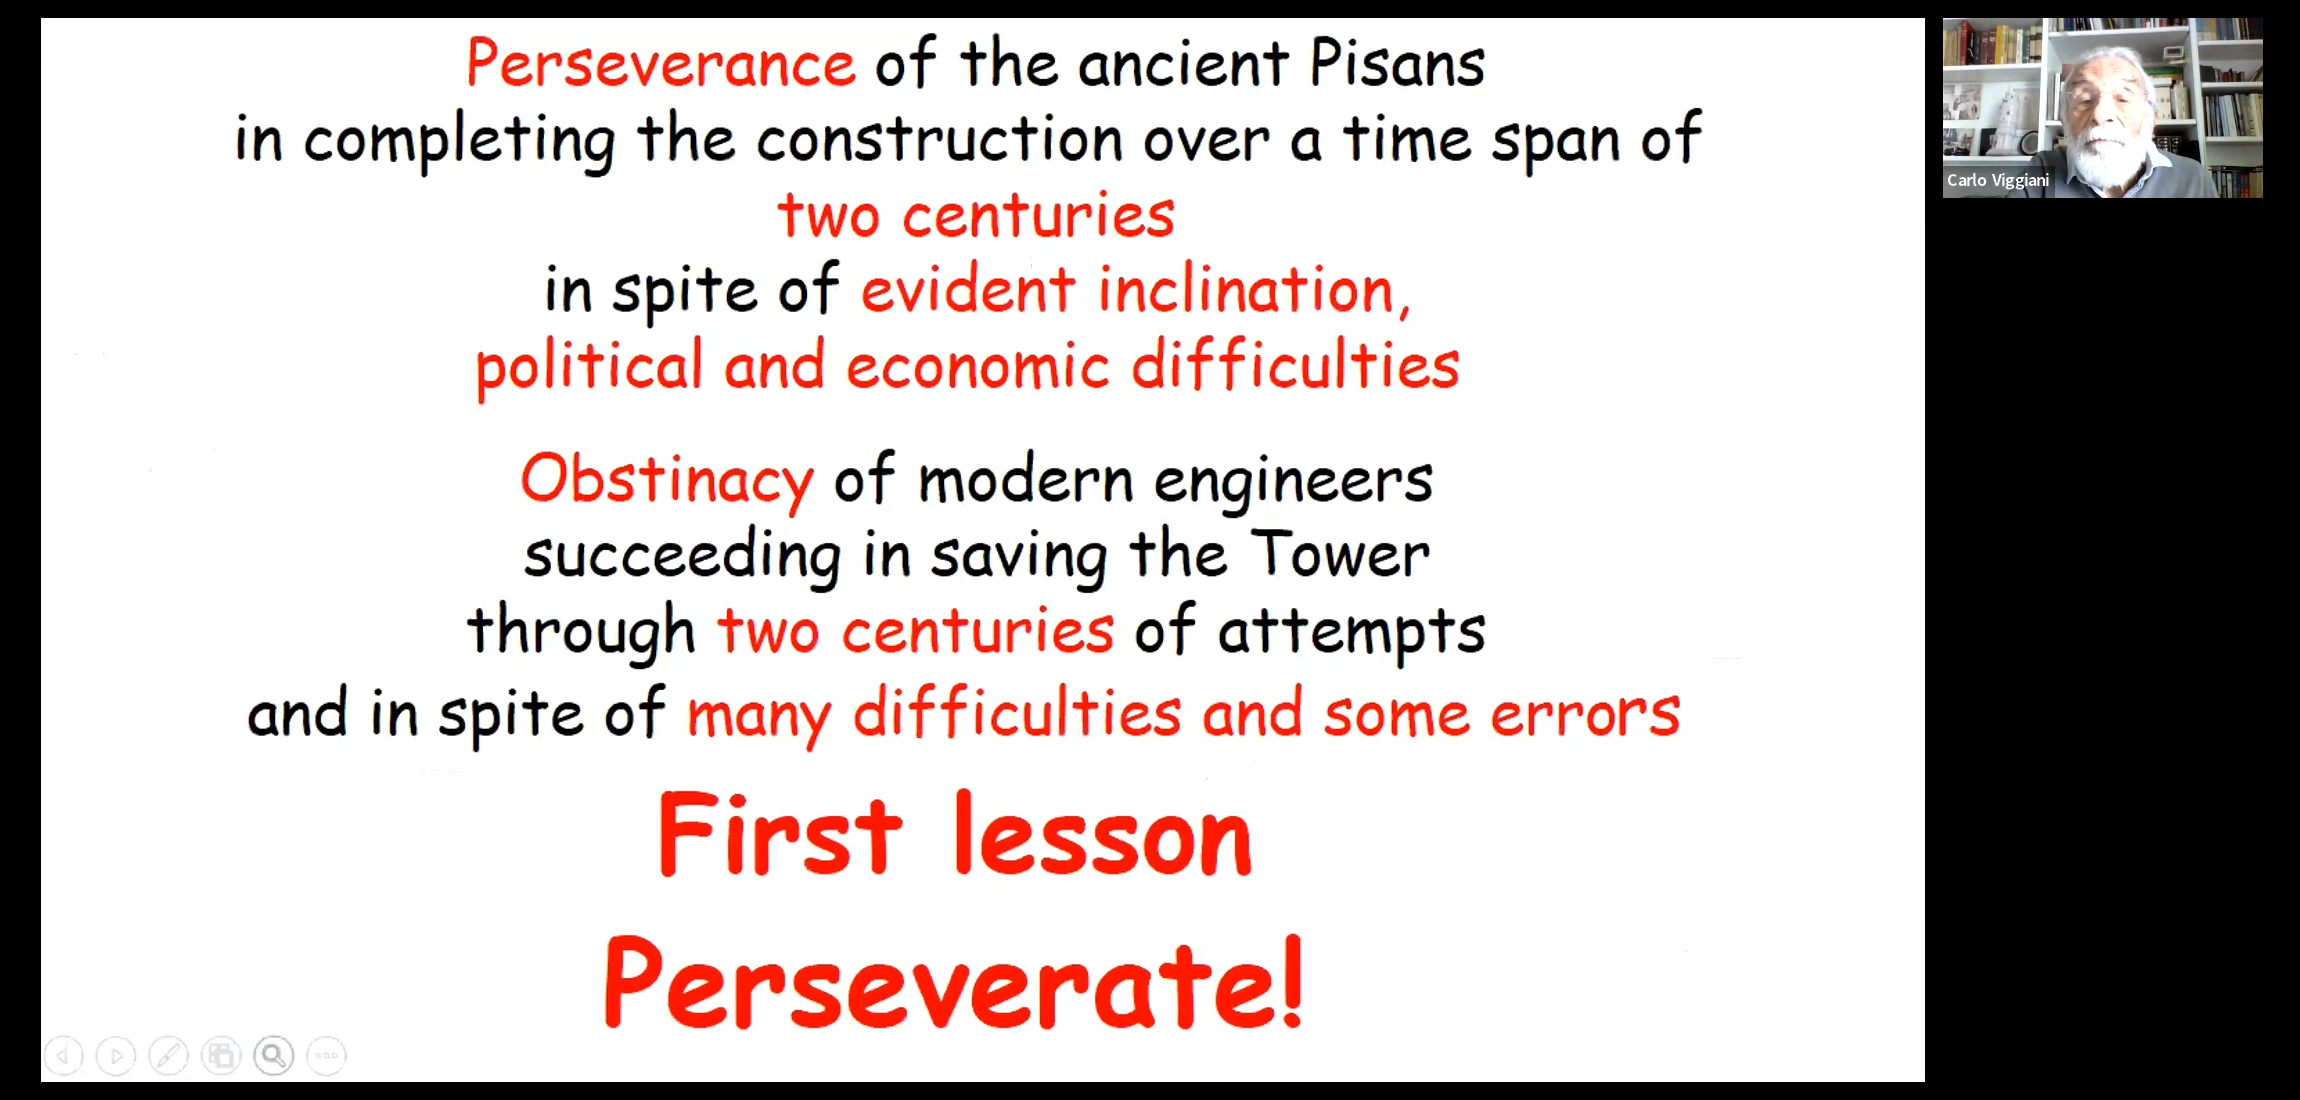 Perseverance of the ancient Pisans
in completing the construction over a time span of
two centuries
in spite of evident inclination,
political and economic difficulties
Obstinacy of modern engineers
succeeding in saving the Tower
through two centuries of attempts
and in spite of many difficulties and some errors
First lesson
Perseverate!
Carlo Viggiani